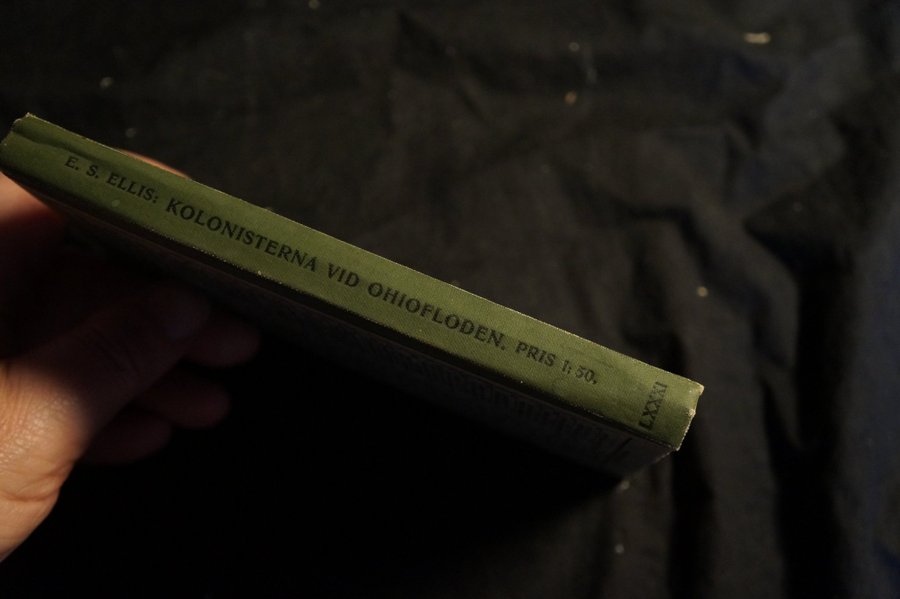 E. S. ELLIS: KOLONISTERNA VID OHIOFLODEN. PRIS 1: 50.
LXXXI